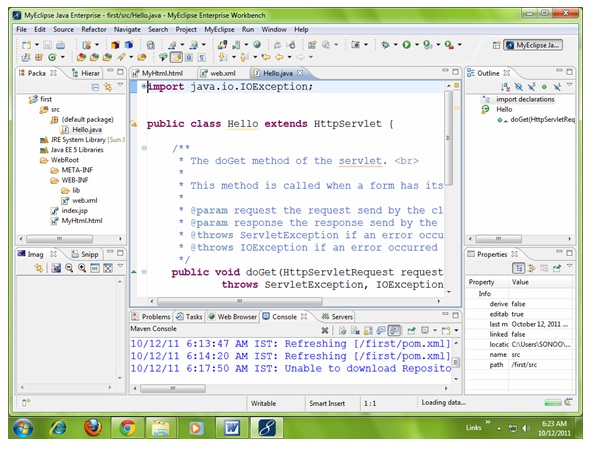 MyEclipse Java Enterprise - first/src/Hello.java - MyEclipse Enterprise Workbench
File Edit Source Refactor Navigate Search Project MyEclipse Run Window Help
MyEclipse Ja...
Packa Hierar
first
src
(default package)
Hello.java
JRE System Library [Sun J
Java EE 5 Libraries
WebRoot
META-INF
WEB-INF
lib
web.xml
index.jsp
MyHtml.html
Imag Snipp
MyHtml.html web.xml Hello.java
import java.io.IOException;
public class Hello extends HttpServlet {
/**
* The doGet method of the servlet. <br>
*
* This method is called when a form has its
*
* @param request the request send by the cl
* @param response the response send by the
* @throws ServletException if an error occu
* @throws IOException if an error occurred
*/
public void doGet(HttpServletRequest request
throws ServletException, IOException
Problems Tasks Web Browser Console Servers
Maven Console
10/12/11 6:13:47 AM IST: Refreshing [/first/pom.xml]
10/12/11 6:14:20 AM IST: Refreshing [/first/pom.xml]
10/12/11 6:17:50 AM IST: Unable to download Reposito
Outline
import declarations
Hello
doGet(HttpServletReq
Properties
Property Value
Info
derive false
editab true
last m October 12, 2011 ...
linked false
locatic C:\Users\SONOO\...
name src
path /first/src
Writable Smart Insert 1 : 1 Loading data...
Links
6:23 AM
10/12/2011